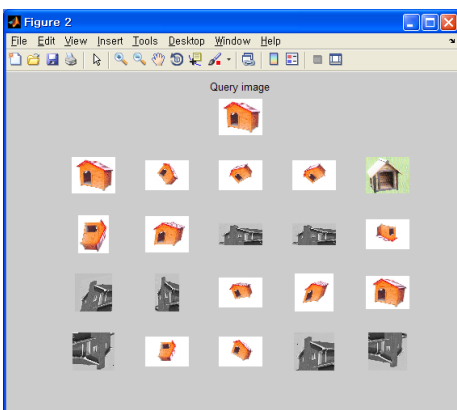 Figure 2
File Edit View Insert Tools Desktop Window Help
Query image